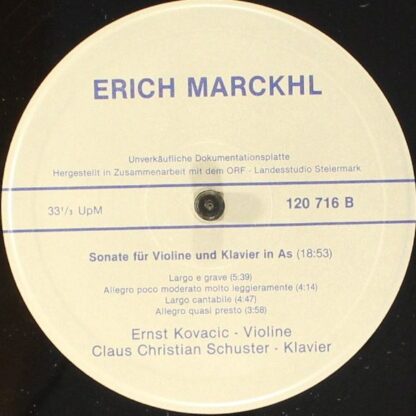 ERICH MARCKHL
Unverkäufliche Dokumentationsplatte
Hergestellt in Zusammenarbeit mit dem ORF - Landesstudio Steiermark
33⅓ UpM
120 716 B
Sonate für Violine und Klavier in As (18:53)
Largo e grave (5:39)
Allegro poco moderato molto leggieramente (4:14)
Largo cantabile (4:47)
Allegro quasi presto (3:58)
Ernst Kovacic - Violine
Claus Christian Schuster - Klavier